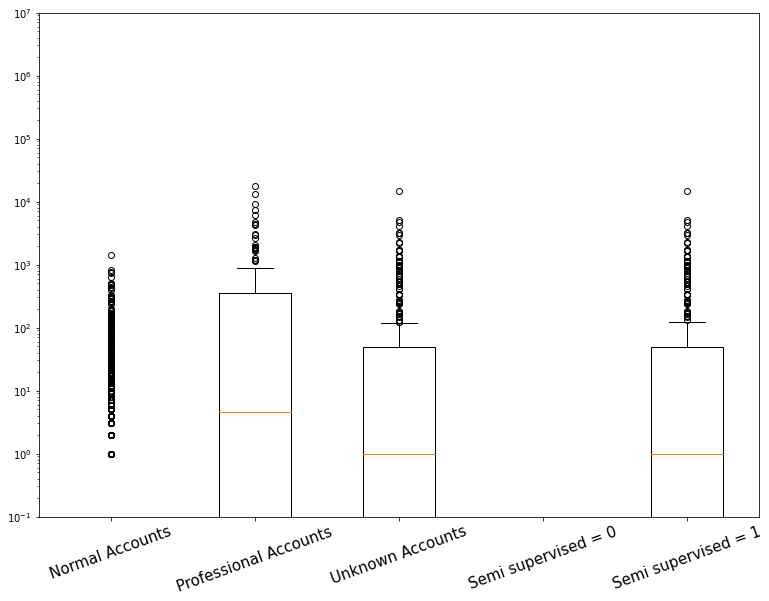 10^7
10^6
10^5
10^4
10^3
10^2
10^1
10^0
10^-1
Normal Accounts
Professional Accounts
Unknown Accounts
Semi supervised = 0
Semi supervised = 1